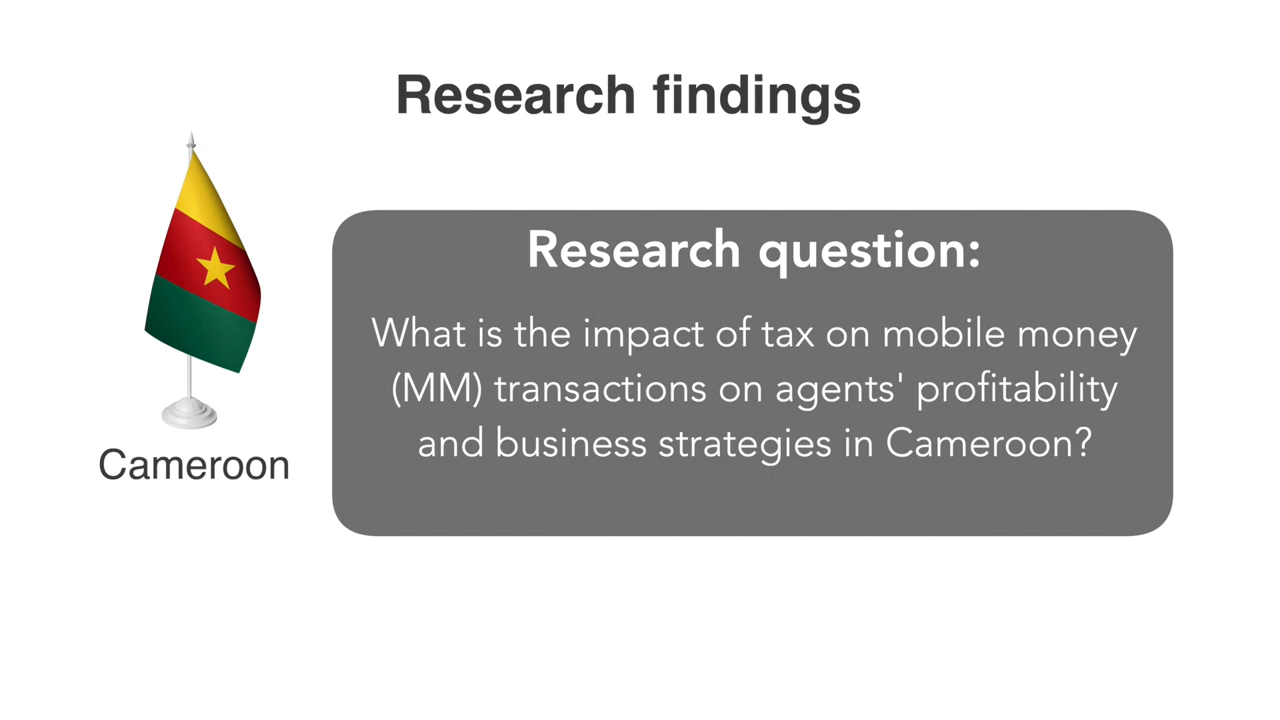 Research findings
Research question:
What is the impact of tax on mobile money
(MM) transactions on agents' profitability
and business strategies in Cameroon?
Cameroon